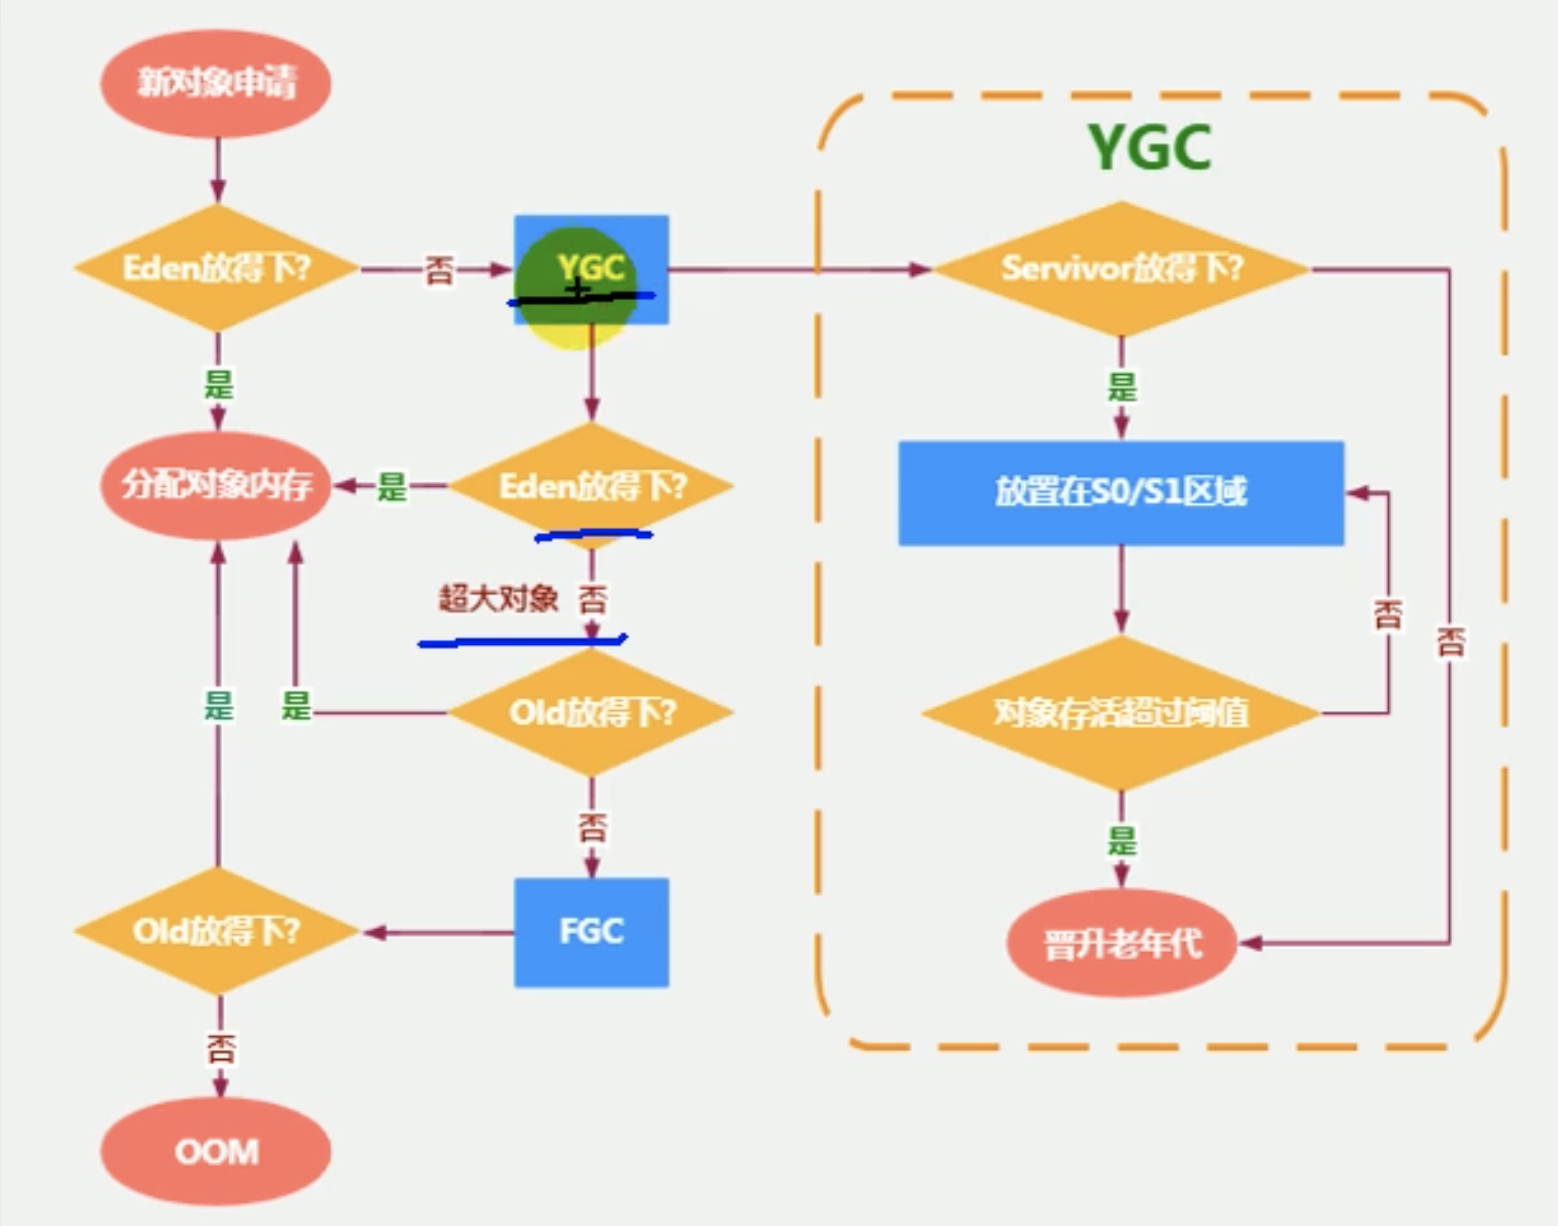 新对象申请
YGC
Eden放得下?
否
YGC
Servivor放得下?
是
是
分配对象内存
是
Eden放得下?
放置在S0/S1区域
超大对象
否
否
否
是
是
Old放得下?
对象存活超过阈值
否
是
Old放得下?
FGC
晋升老年代
否
OOM